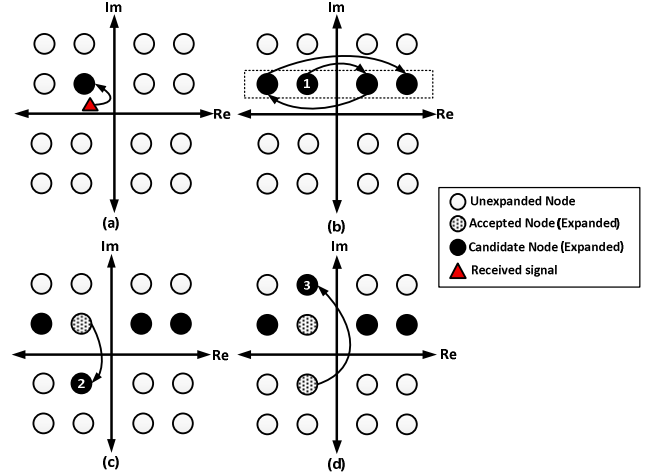 Im
Re
(a)
Im
1
Re
(b)
Unexpanded Node
Accepted Node (Expanded)
Candidate Node (Expanded)
Received signal
Im
2
Re
(c)
Im
3
Re
(d)